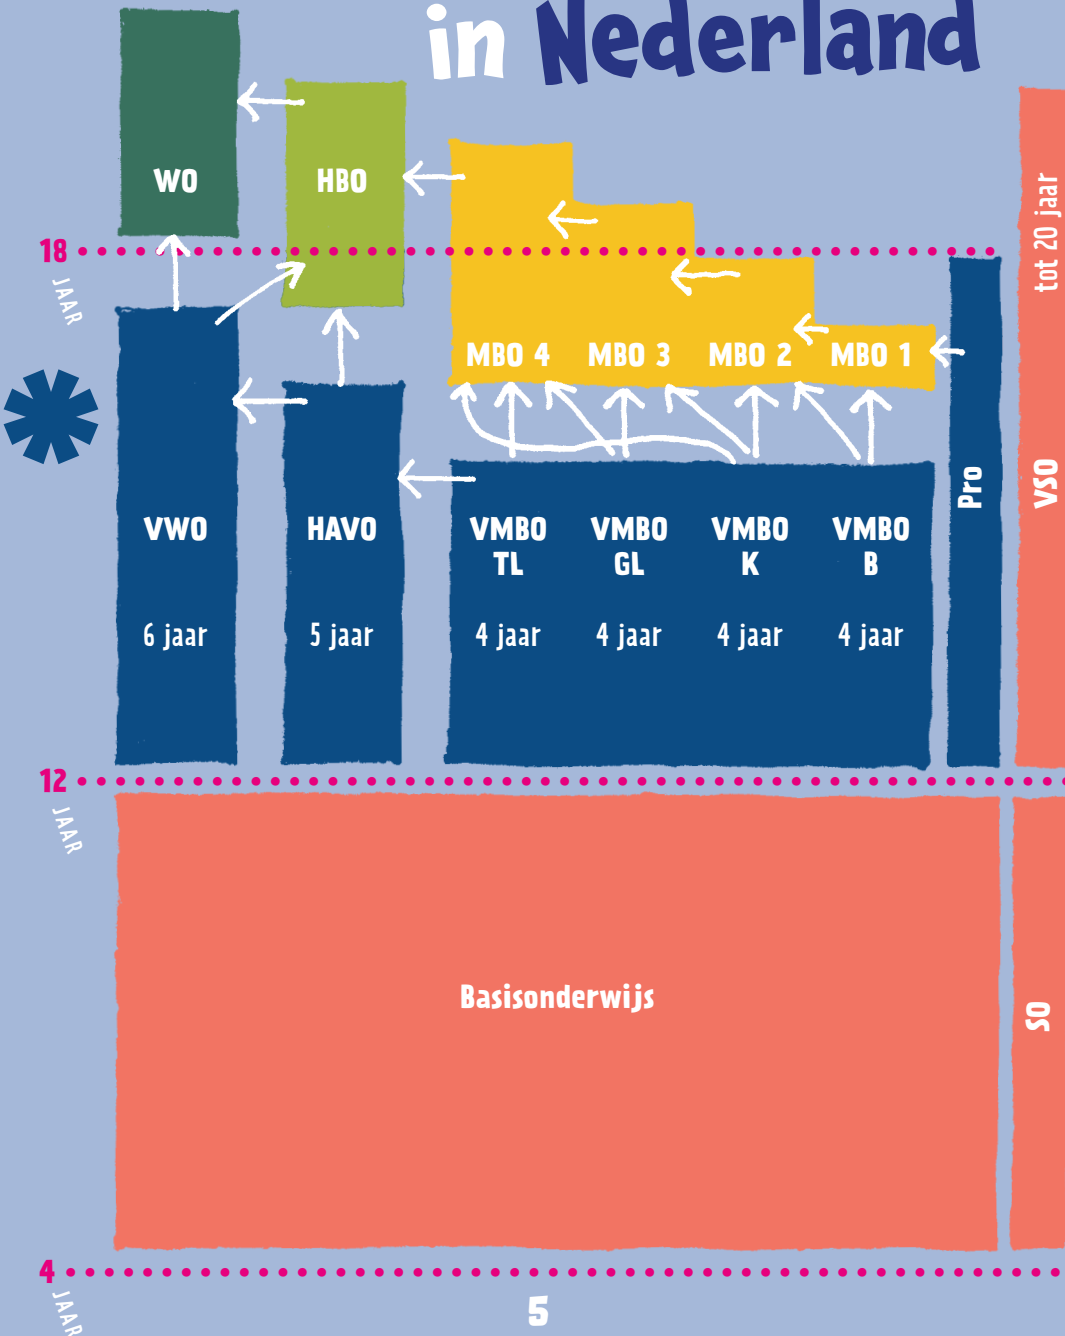 in Nederland
WO
HBO
tot 20 jaar
18
JAAR
MBO 4
MBO 3
MBO 2
MBO 1
Pro
VSO
VWO
HAVO
VMBO
TL
VMBO
GL
VMBO
K
VMBO
B
6 jaar
5 jaar
4 jaar
4 jaar
4 jaar
4 jaar
12
JAAR
Basisonderwijs
SO
4
JAAR
5